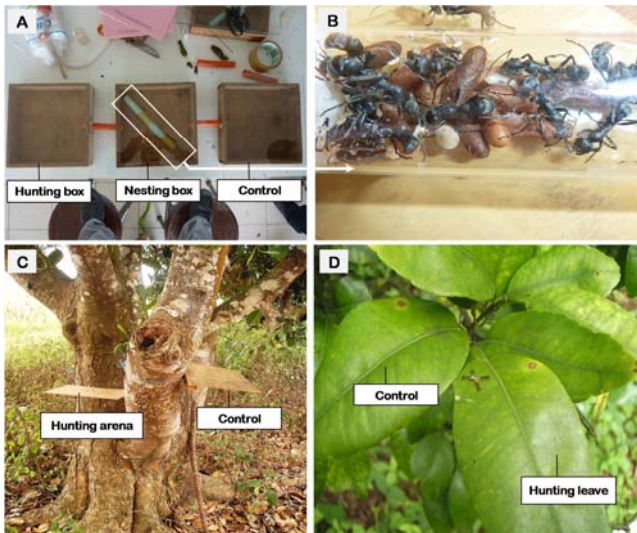 A
B
Hunting box
Nesting box
Control
C
D
Hunting arena
Control
Control
Hunting leave